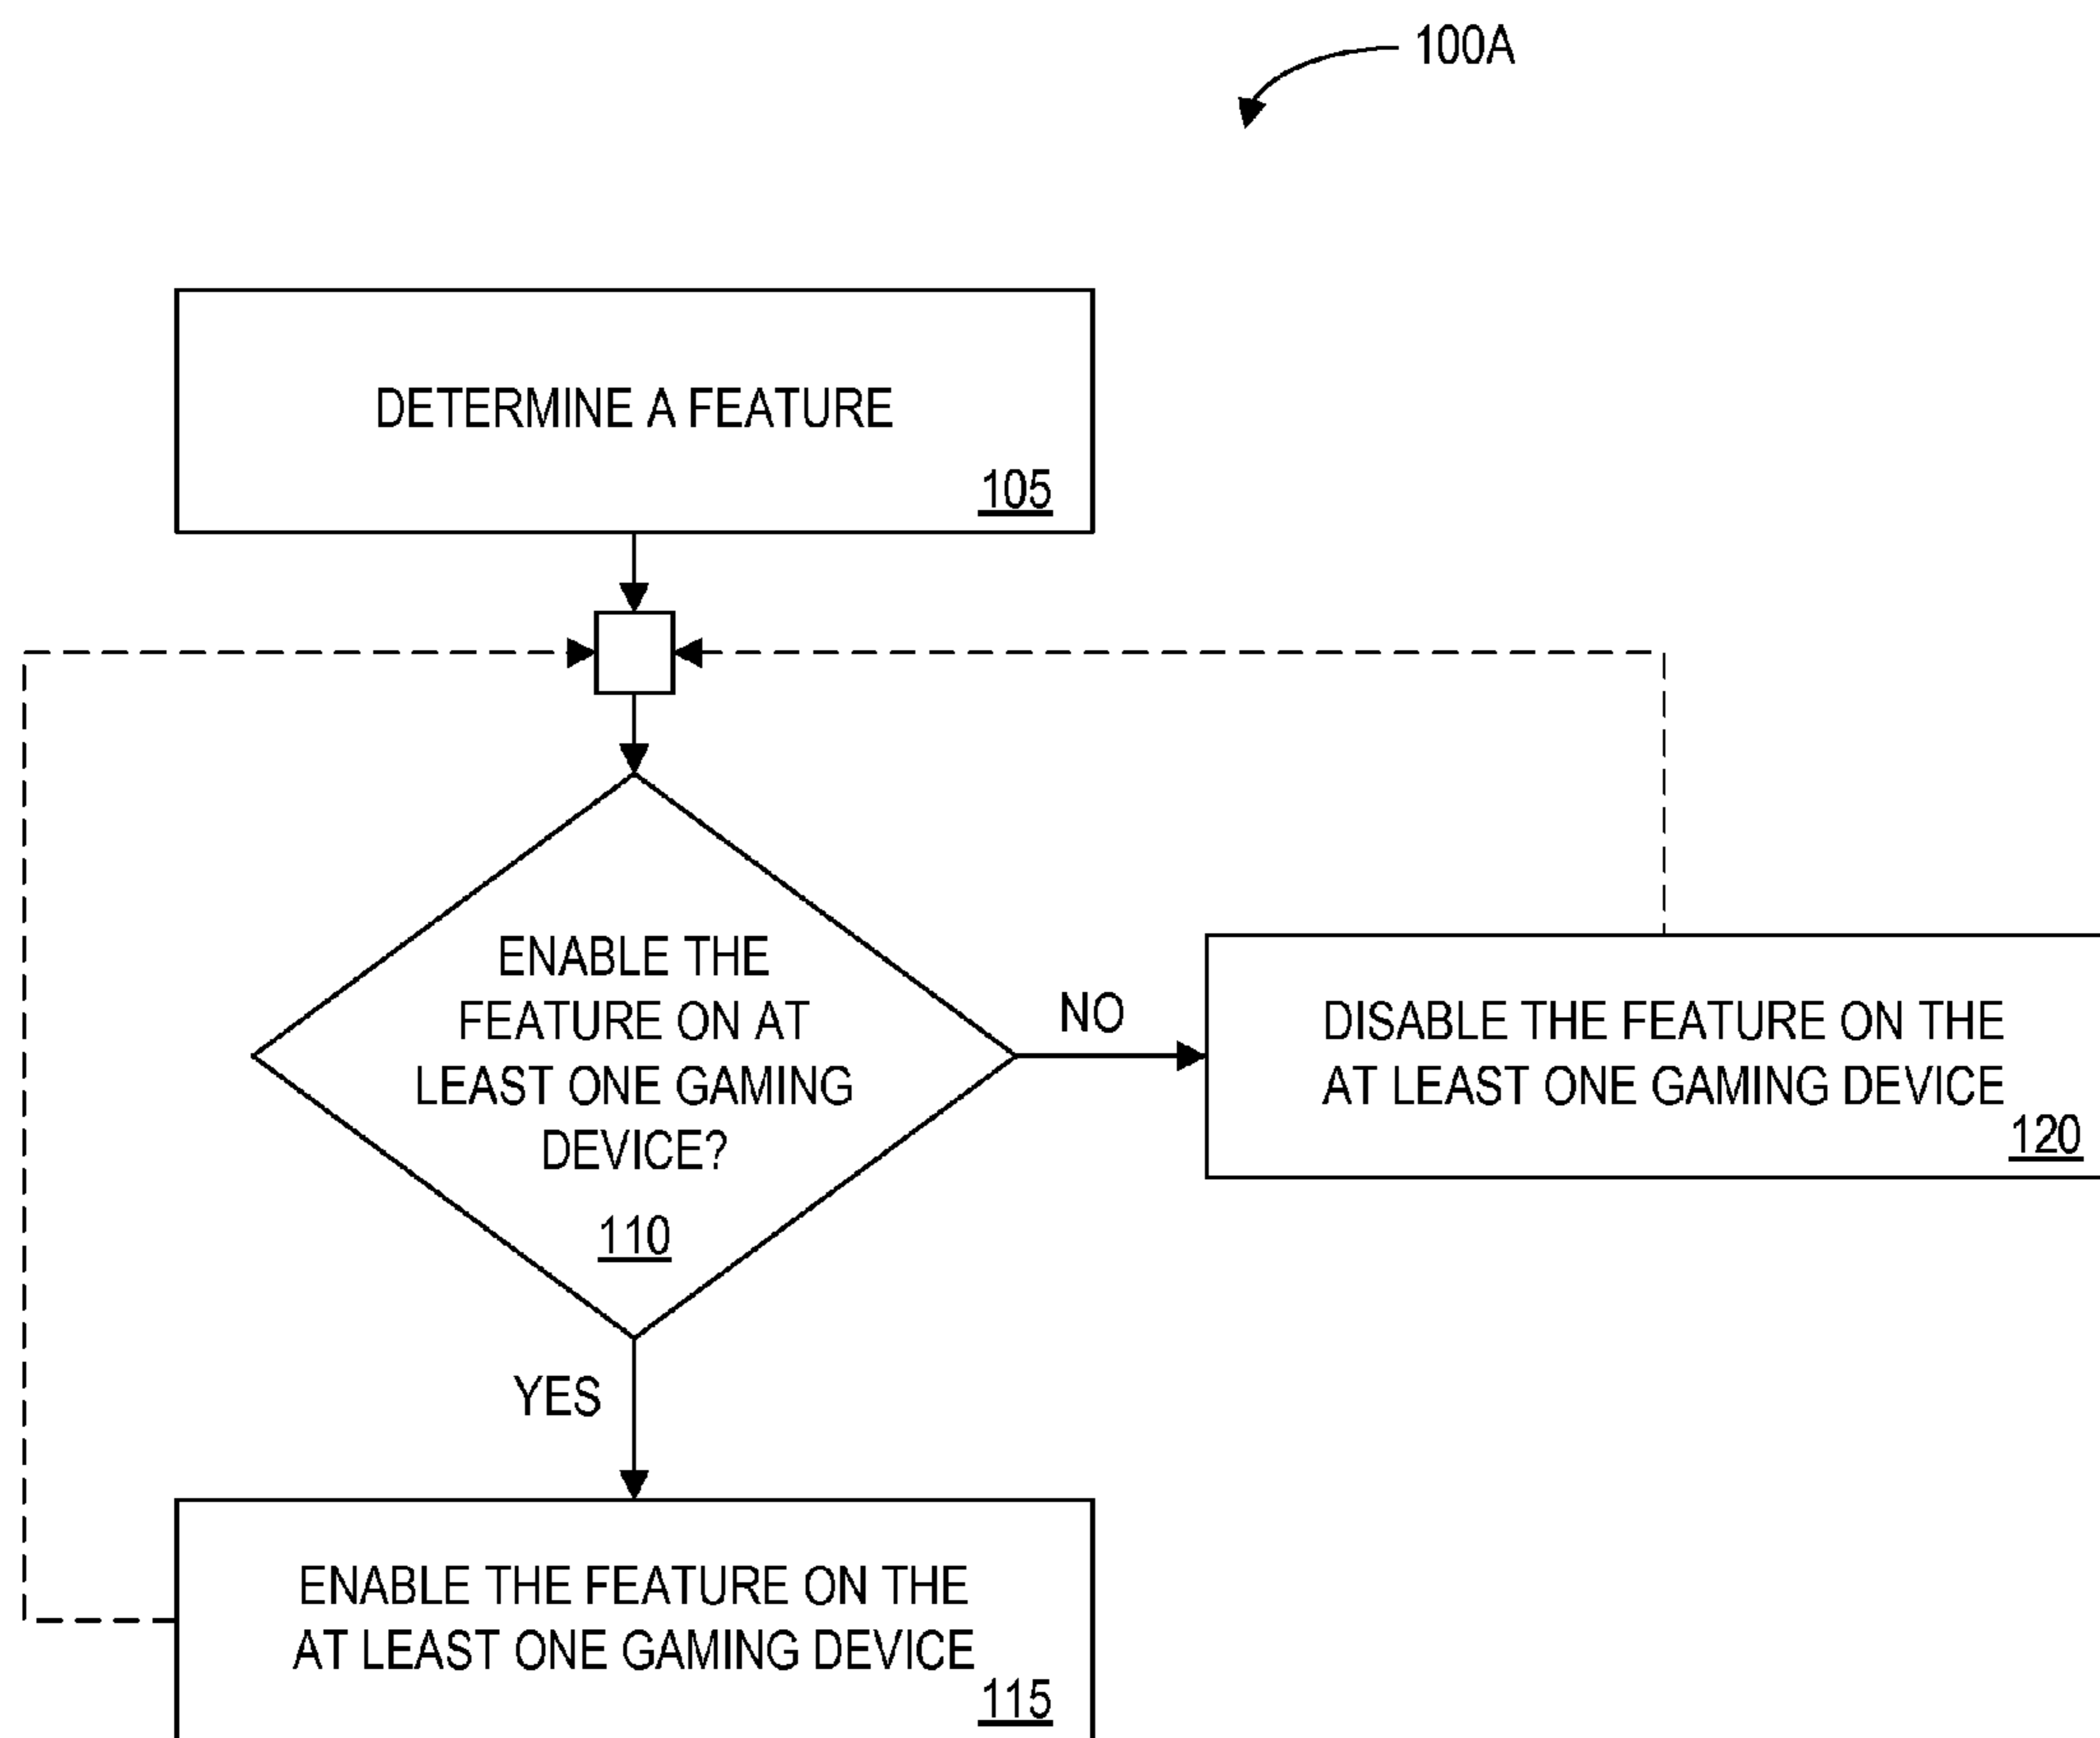 100A
DETERMINE A FEATURE
105
ENABLE THE
FEATURE ON AT
LEAST ONE GAMING
DEVICE?
110
NO
DISABLE THE FEATURE ON THE
AT LEAST ONE GAMING DEVICE
120
YES
ENABLE THE FEATURE ON THE
AT LEAST ONE GAMING DEVICE
115